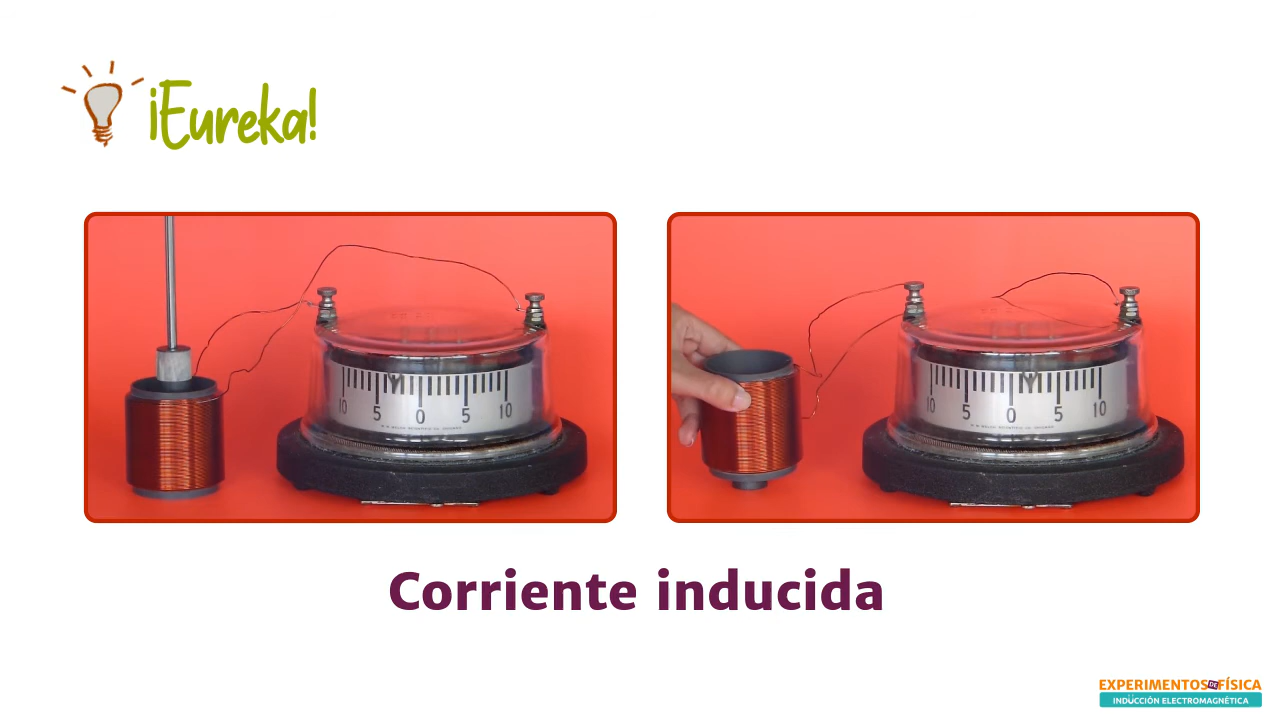 ¡Eureka!
10 5 0 5 10
10 5 0 5 10
Corriente inducida
EXPERIMENTOS DE FÍSICA
INDUCCIÓN ELECTROMAGNÉTICA